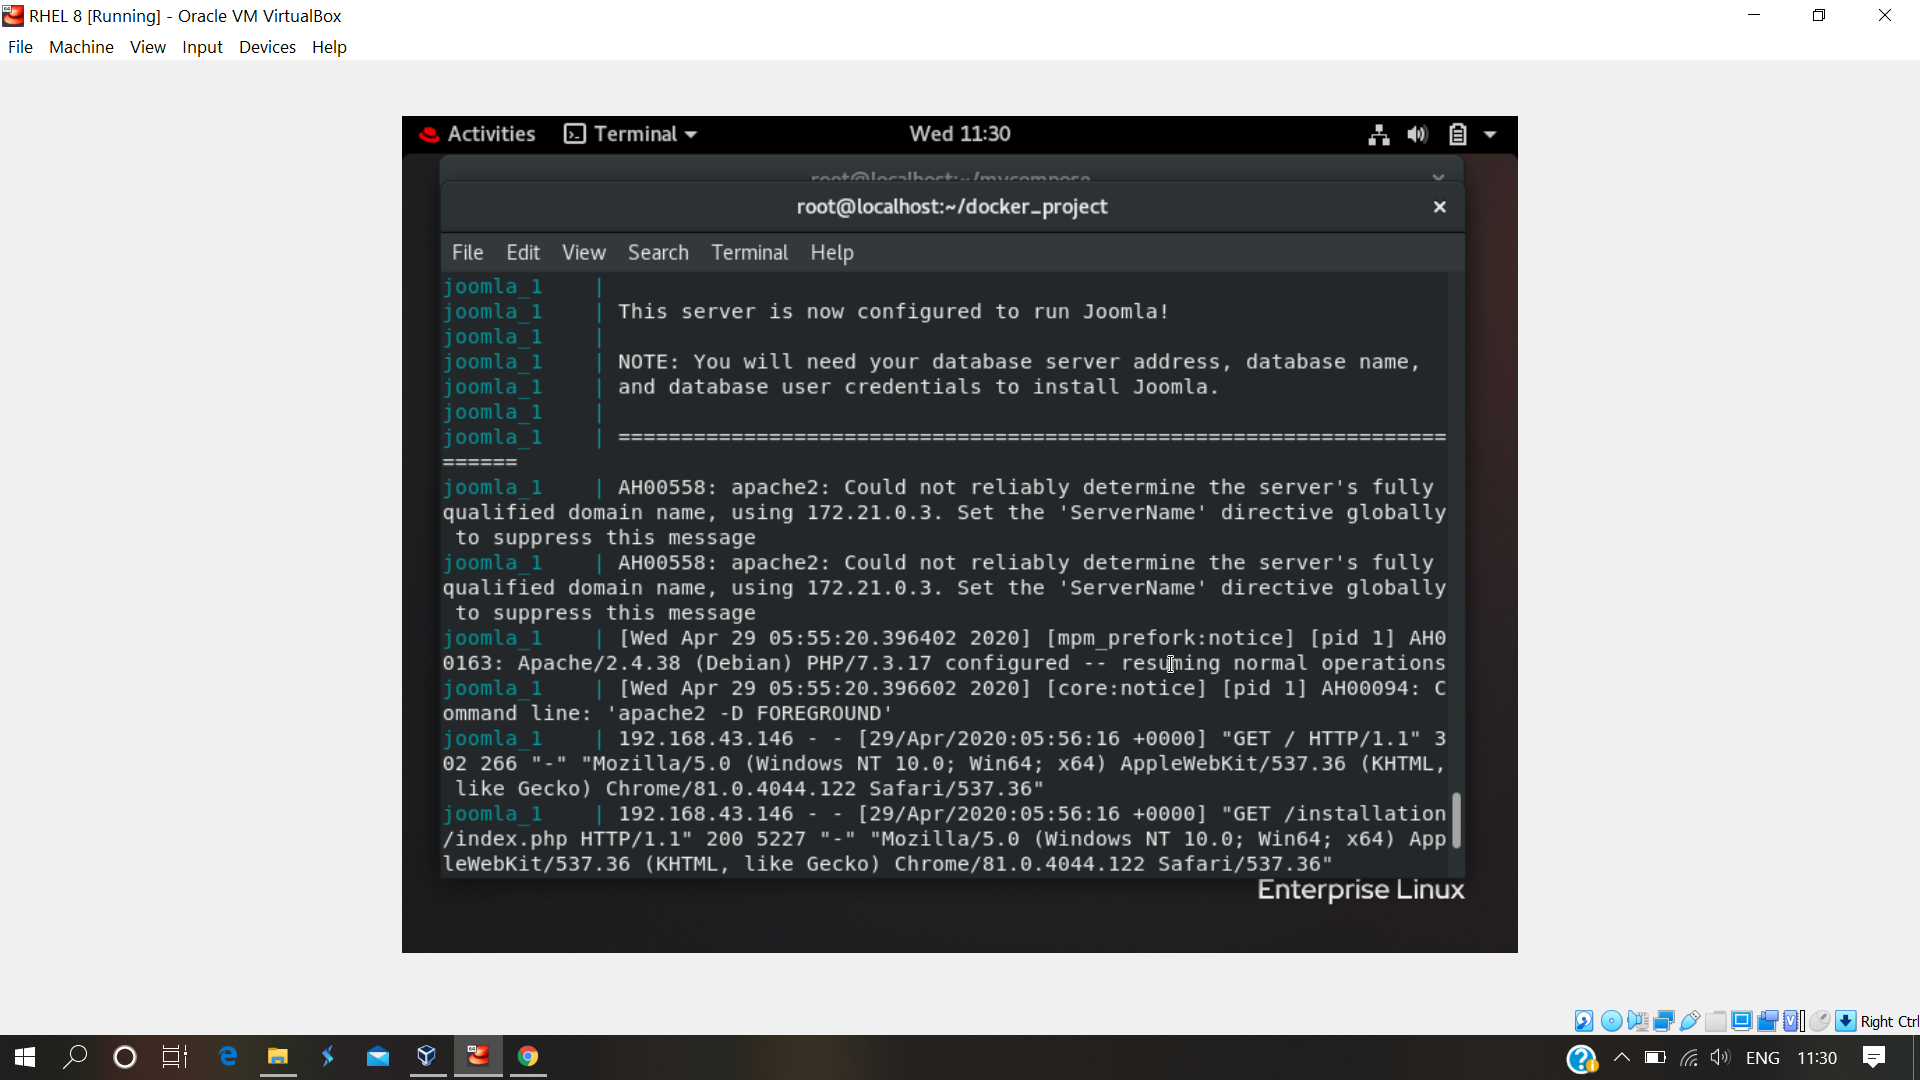 RHEL 8 [Running] - Oracle VM VirtualBox
File Machine View Input Devices Help
Activities Terminal Wed 11:30
root@localhost:~/mycompose
root@localhost:~/docker_project
File Edit View Search Terminal Help
joomla_1 |
joomla_1 | This server is now configured to run Joomla!
joomla_1 |
joomla_1 | NOTE: You will need your database server address, database name,
joomla_1 | and database user credentials to install Joomla.
joomla_1 |
joomla_1 | ==================================================================
======
joomla_1 | AH00558: apache2: Could not reliably determine the server's fully
qualified domain name, using 172.21.0.3. Set the 'ServerName' directive globally
to suppress this message
joomla_1 | AH00558: apache2: Could not reliably determine the server's fully
qualified domain name, using 172.21.0.3. Set the 'ServerName' directive globally
to suppress this message
joomla_1 | [Wed Apr 29 05:55:20.396402 2020] [mpm_prefork:notice] [pid 1] AH0
0163: Apache/2.4.38 (Debian) PHP/7.3.17 configured -- resuming normal operations
joomla_1 | [Wed Apr 29 05:55:20.396602 2020] [core:notice] [pid 1] AH00094: C
ommand line: 'apache2 -D FOREGROUND'
joomla_1 | 192.168.43.146 - - [29/Apr/2020:05:56:16 +0000] "GET / HTTP/1.1" 3
02 266 "-" "Mozilla/5.0 (Windows NT 10.0; Win64; x64) AppleWebKit/537.36 (KHTML,
like Gecko) Chrome/81.0.4044.122 Safari/537.36"
joomla_1 | 192.168.43.146 - - [29/Apr/2020:05:56:16 +0000] "GET /installation
/index.php HTTP/1.1" 200 5227 "-" "Mozilla/5.0 (Windows NT 10.0; Win64; x64) App
leWebKit/537.36 (KHTML, like Gecko) Chrome/81.0.4044.122 Safari/537.36"
Enterprise Linux
Right Ctrl
ENG 11:30